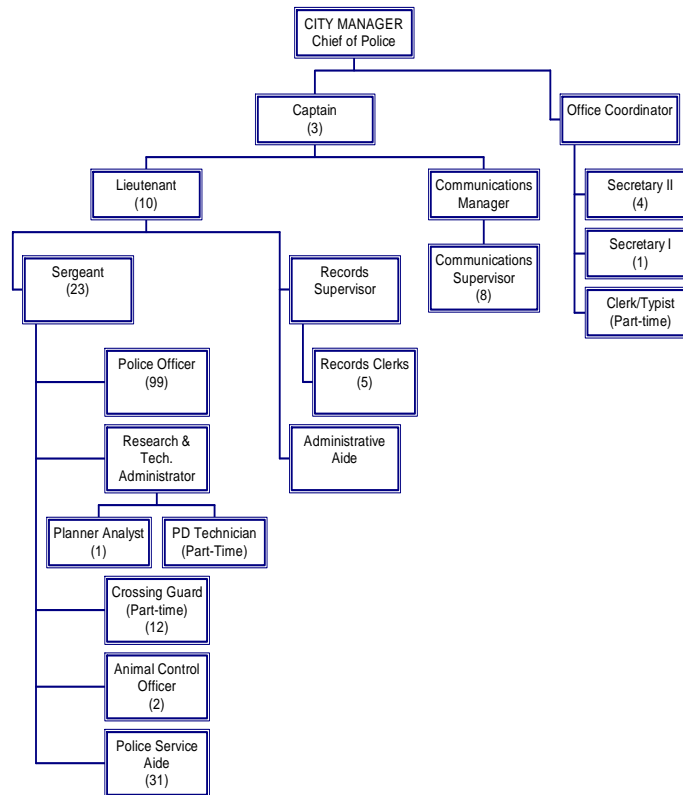 CITY MANAGER
Chief of Police
Captain
(3)
Office Coordinator
Lieutenant
(10)
Communications
Manager
Secretary II
(4)
Secretary I
(1)
Clerk/Typist
(Part-time)
Communications
Supervisor
(8)
Sergeant
(23)
Records
Supervisor
Records Clerks
(5)
Administrative
Aide
Police Officer
(99)
Research &
Tech.
Administrator
Planner Analyst
(1)
PD Technician
(Part-Time)
Crossing Guard
(Part-time)
(12)
Animal Control
Officer
(2)
Police Service
Aide
(31)